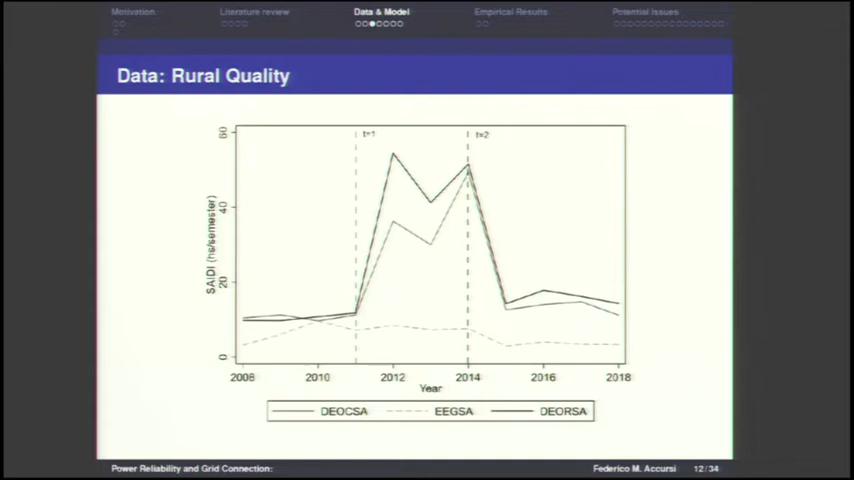 Motivation
Literature review
Data & Model
Empirical Results
Potential Issues
Data: Rural Quality
60
40
20
0
SAIDI (hs/semester)
t=1
t=2
2008
2010
2012
2014
2016
2018
Year
DEOCSA
EEGSA
DEORSA
Power Reliability and Grid Connection:
Federico M. Accursi
12/34